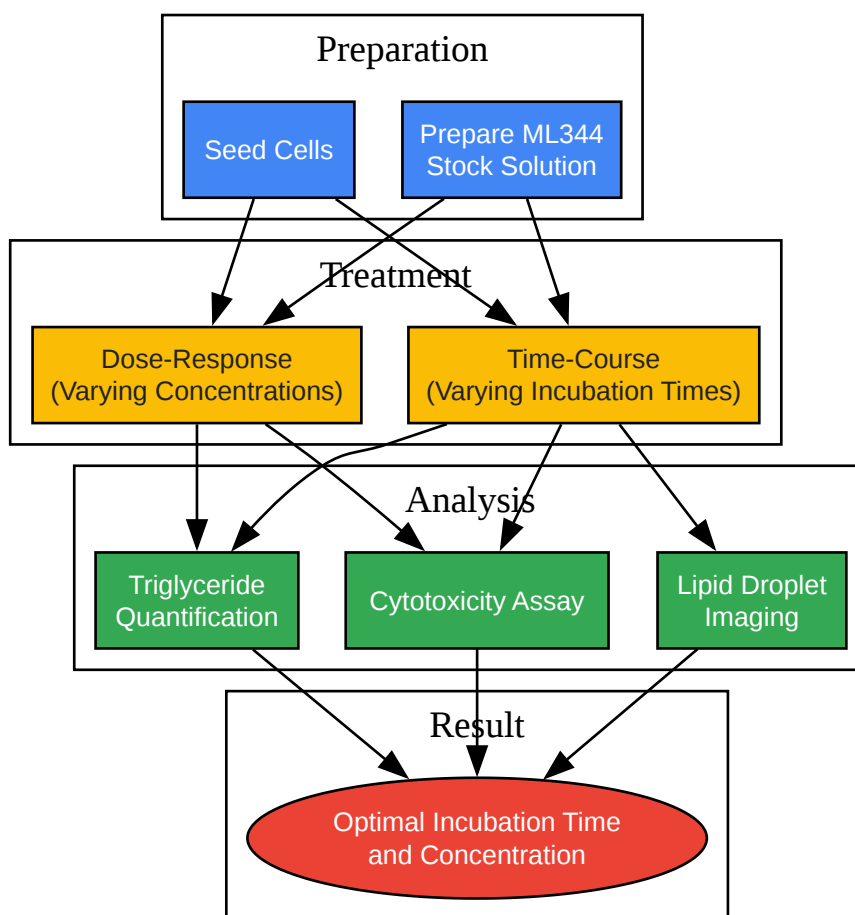 Preparation
Seed Cells
Prepare ML344
Stock Solution
Treatment
Dose-Response
(Varying Concentrations)
Time-Course
(Varying Incubation Times)
Analysis
Triglyceride
Quantification
Cytotoxicity Assay
Lipid Droplet
Imaging
Result
Optimal Incubation Time
and Concentration